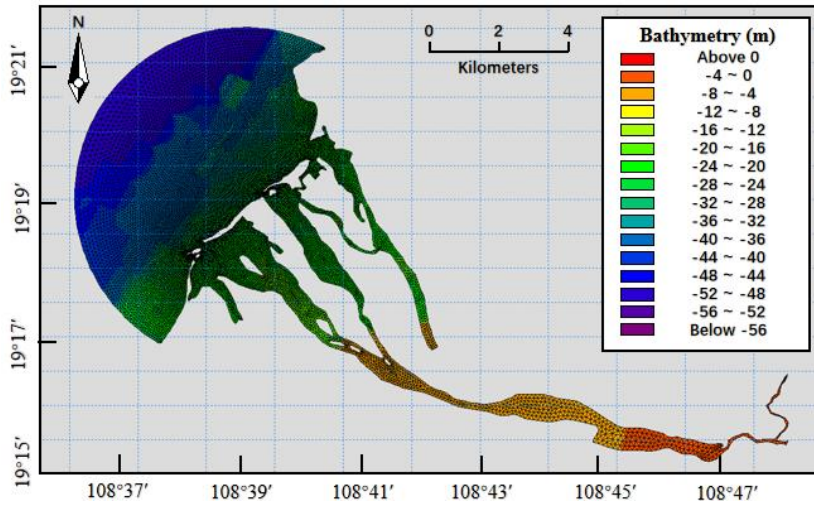 N
0 2 4
Kilometers
Bathymetry (m)
Above 0
-4 ~ 0
-8 ~ -4
-12 ~ -8
-16 ~ -12
-20 ~ -16
-24 ~ -20
-28 ~ -24
-32 ~ -28
-36 ~ -32
-40 ~ -36
-44 ~ -40
-48 ~ -44
-52 ~ -48
-56 ~ -52
Below -56
19°21'
19°19'
19°17'
19°15'
108°37' 108°39' 108°41' 108°43' 108°45' 108°47'